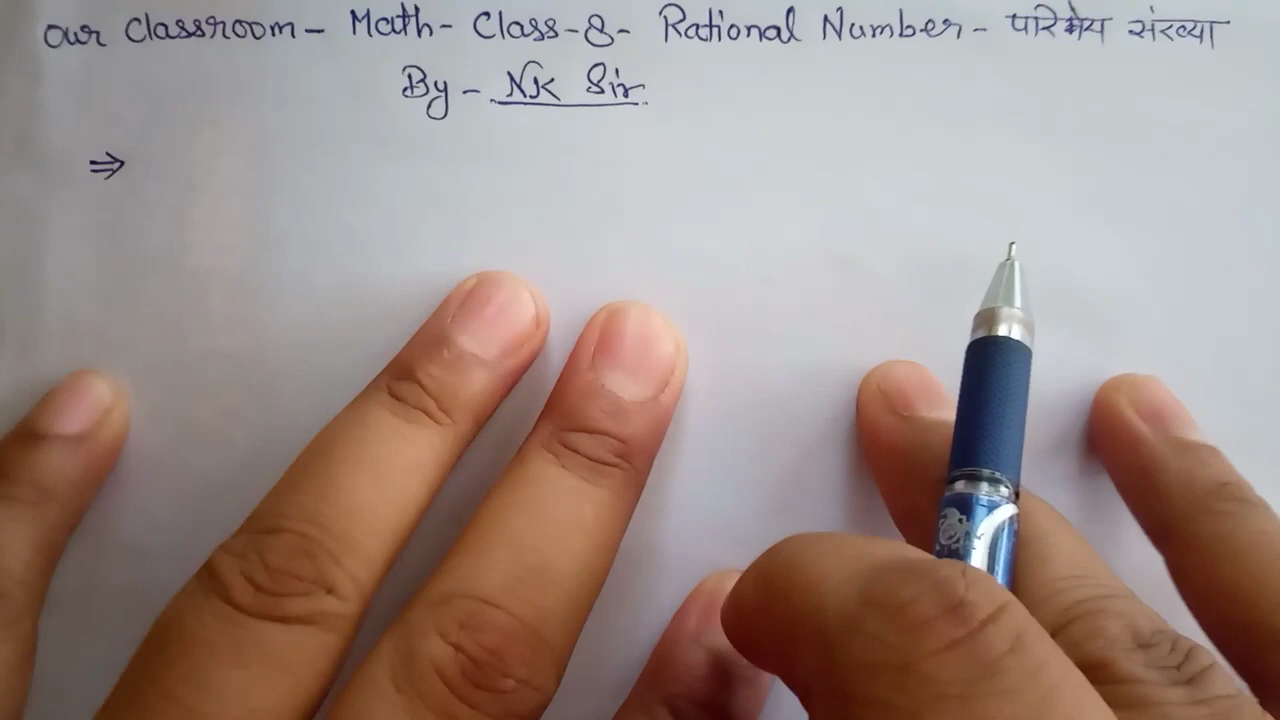 our Classroom - Math - Class - 8 - Rational Number - परिमेय संख्या
By - NK Sir
⇒